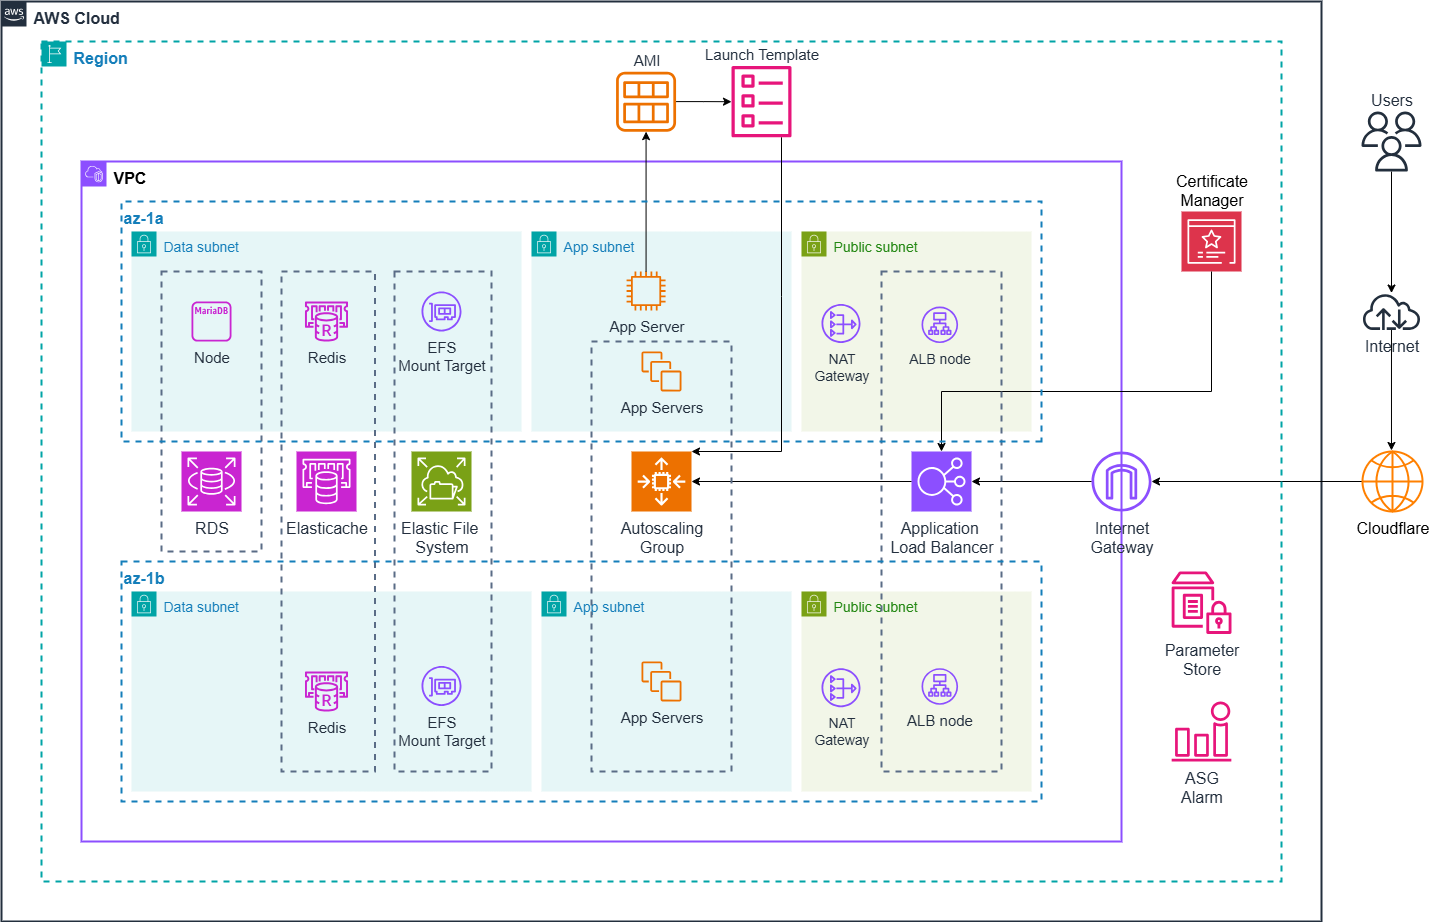 aws
AWS Cloud
Region
AMI
Launch Template
Users
VPC
Certificate
Manager
az-1a
Data subnet
App subnet
Public subnet
MariaDB
Node
R
Redis
EFS
Mount Target
App Server
App Servers
NAT
Gateway
ALB node
Internet
RDS
Elasticache
Elastic File
System
Autoscaling
Group
Application
Load Balancer
Internet
Gateway
Cloudflare
az-1b
Data subnet
App subnet
Public subnet
R
Redis
EFS
Mount Target
App Servers
NAT
Gateway
ALB node
Parameter
Store
ASG
Alarm